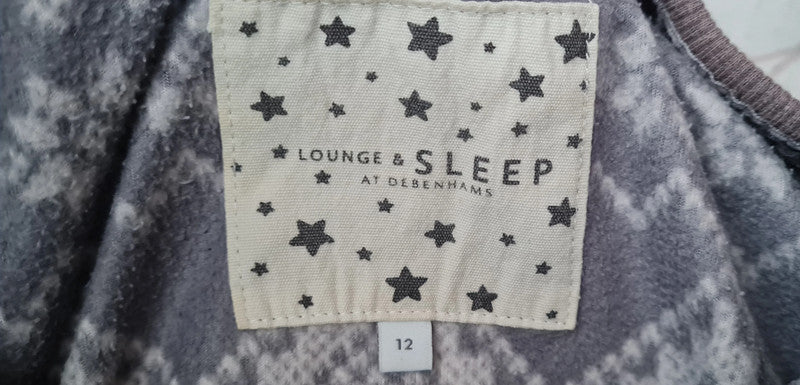 LOUNGE & SLEEP
AT DEBENHAMS
12